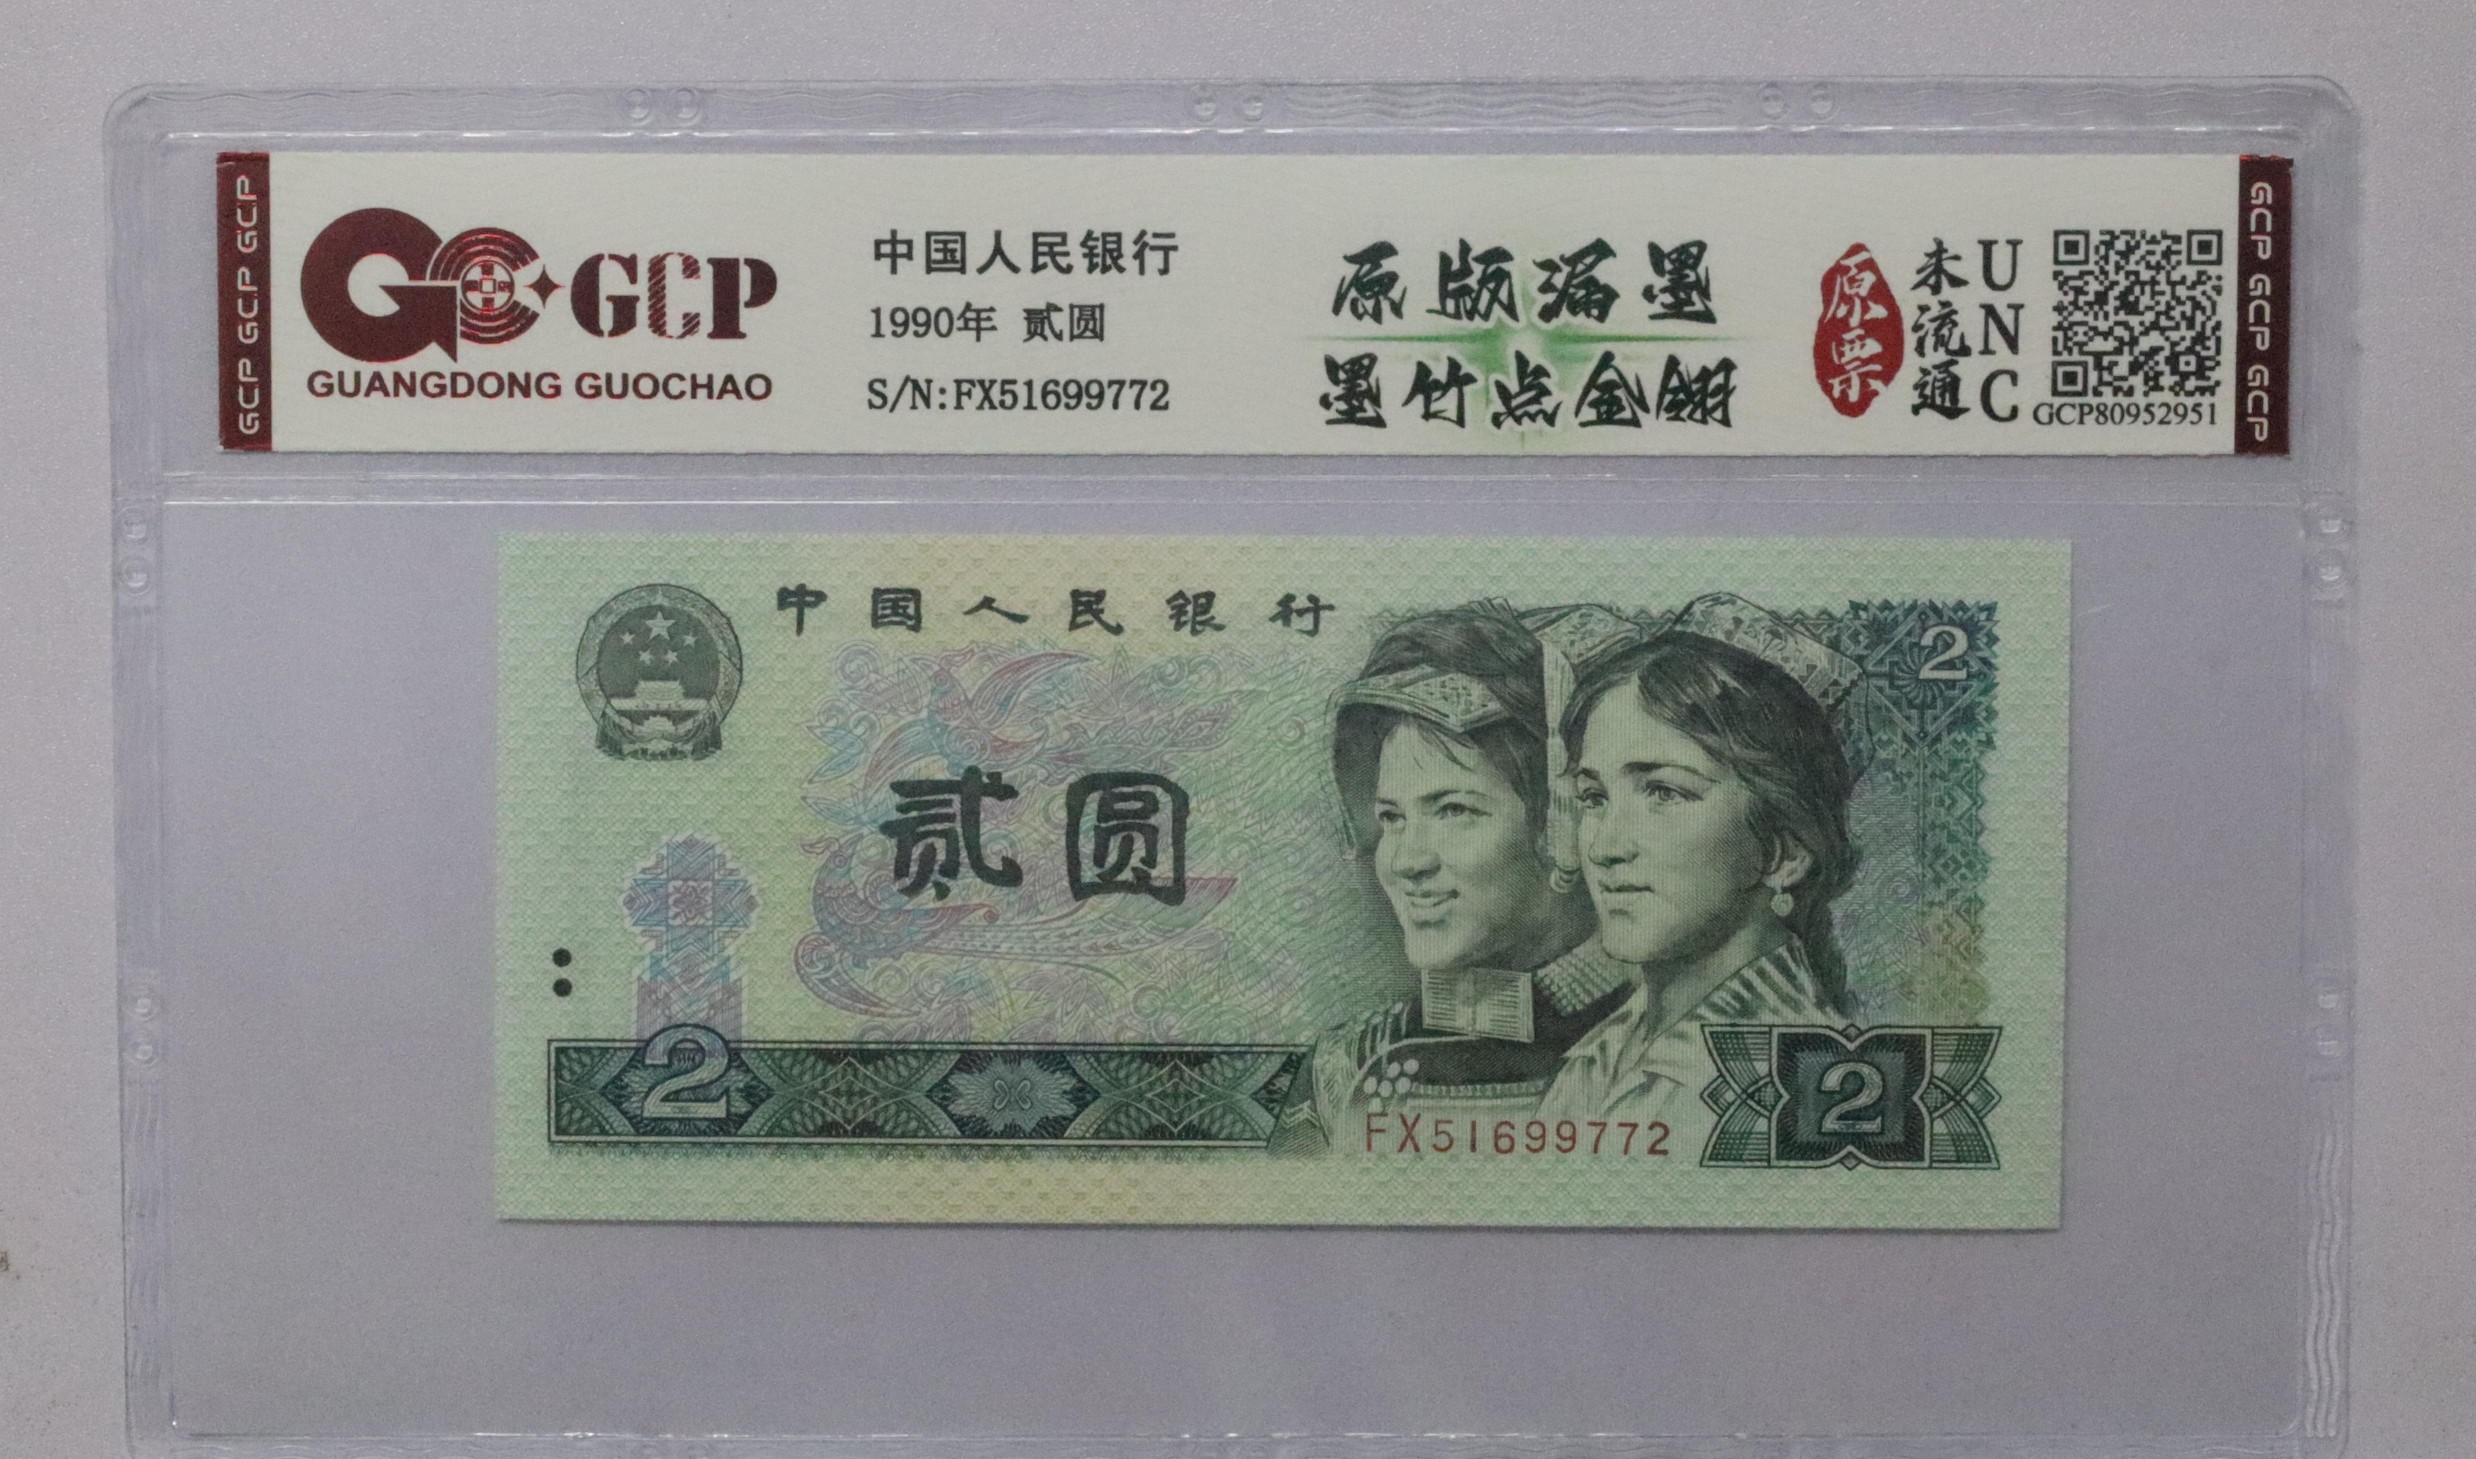 GCP GCP GCP
GCP
GUANGDONG GUOCHAO
中国人民银行
1990年 贰圆
S/N:FX51699772
原版漏墨
墨竹点金翎
原票
未流通
UNC
GCP80952951
GCP GCP GCP
中国人民银行
2
贰圆
2
FX51699772
2